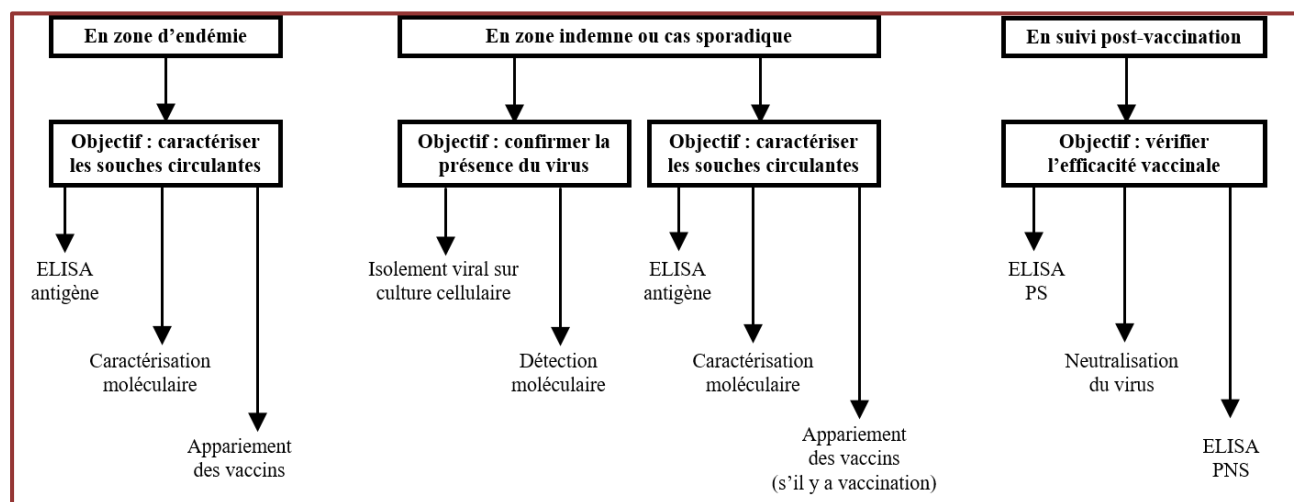 En zone d’endémie
En zone indemne ou cas sporadique
En suivi post-vaccination
Objectif : caractériser
les souches circulantes
Objectif : confirmer la
présence du virus
Objectif : caractériser
les souches circulantes
Objectif : vérifier
l’efficacité vaccinale
ELISA
antigène
Caractérisation
moléculaire
Appariement
des vaccins
Isolement viral sur
culture cellulaire
Détection
moléculaire
ELISA
antigène
Caractérisation
moléculaire
Appariement
des vaccins
(s’il y a vaccination)
ELISA
PS
Neutralisation
du virus
ELISA
PNS